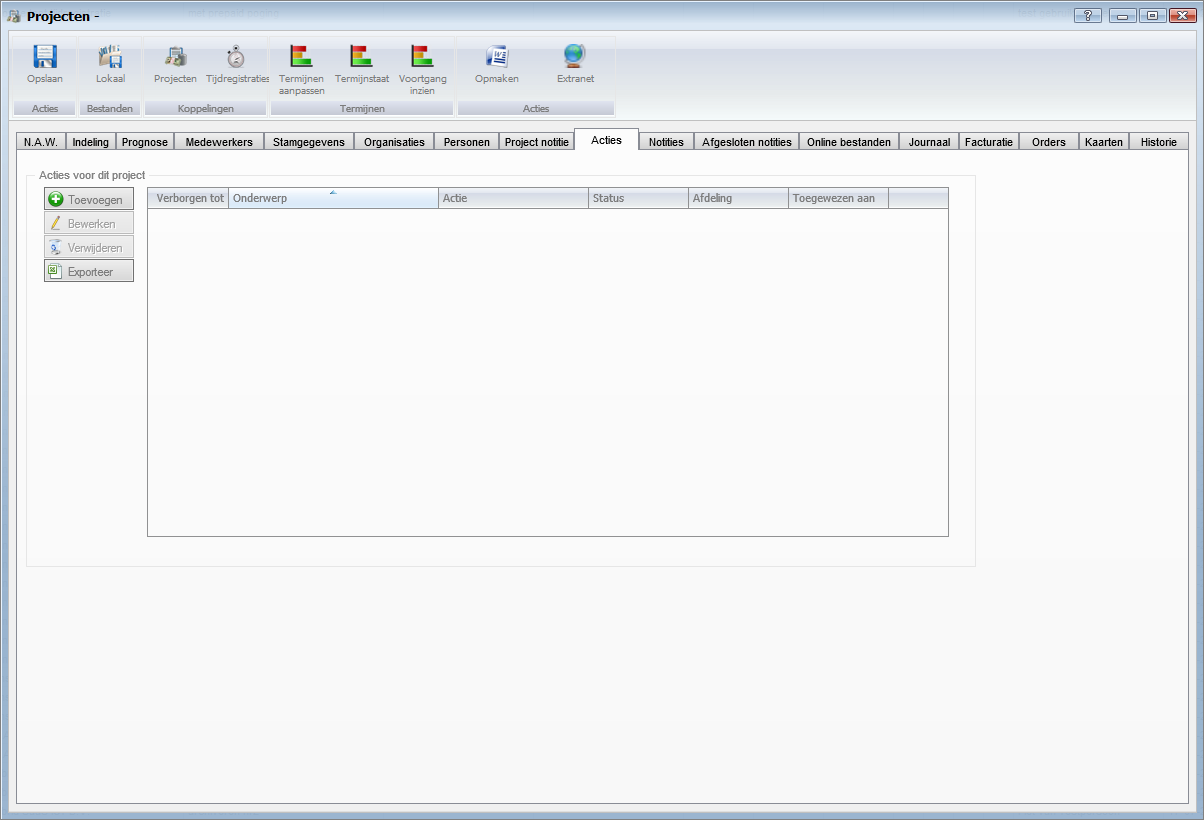 Projecten -
?
Opslaan
Lokaal
Projecten
Tijdregistraties
Termijnen
aanpassen
Termijnstaat
Voortgang
inzien
Opmaken
Extranet
Acties
Bestanden
Koppelingen
Termijnen
Acties
N.A.W.
Indeling
Prognose
Medewerkers
Stamgegevens
Organisaties
Personen
Project notitie
Acties
Notities
Afgesloten notities
Online bestanden
Journaal
Facturatie
Orders
Kaarten
Historie
Acties voor dit project
Toevoegen
Bewerken
Verwijderen
Exporteer
Verborgen tot
Onderwerp
Actie
Status
Afdeling
Toegewezen aan